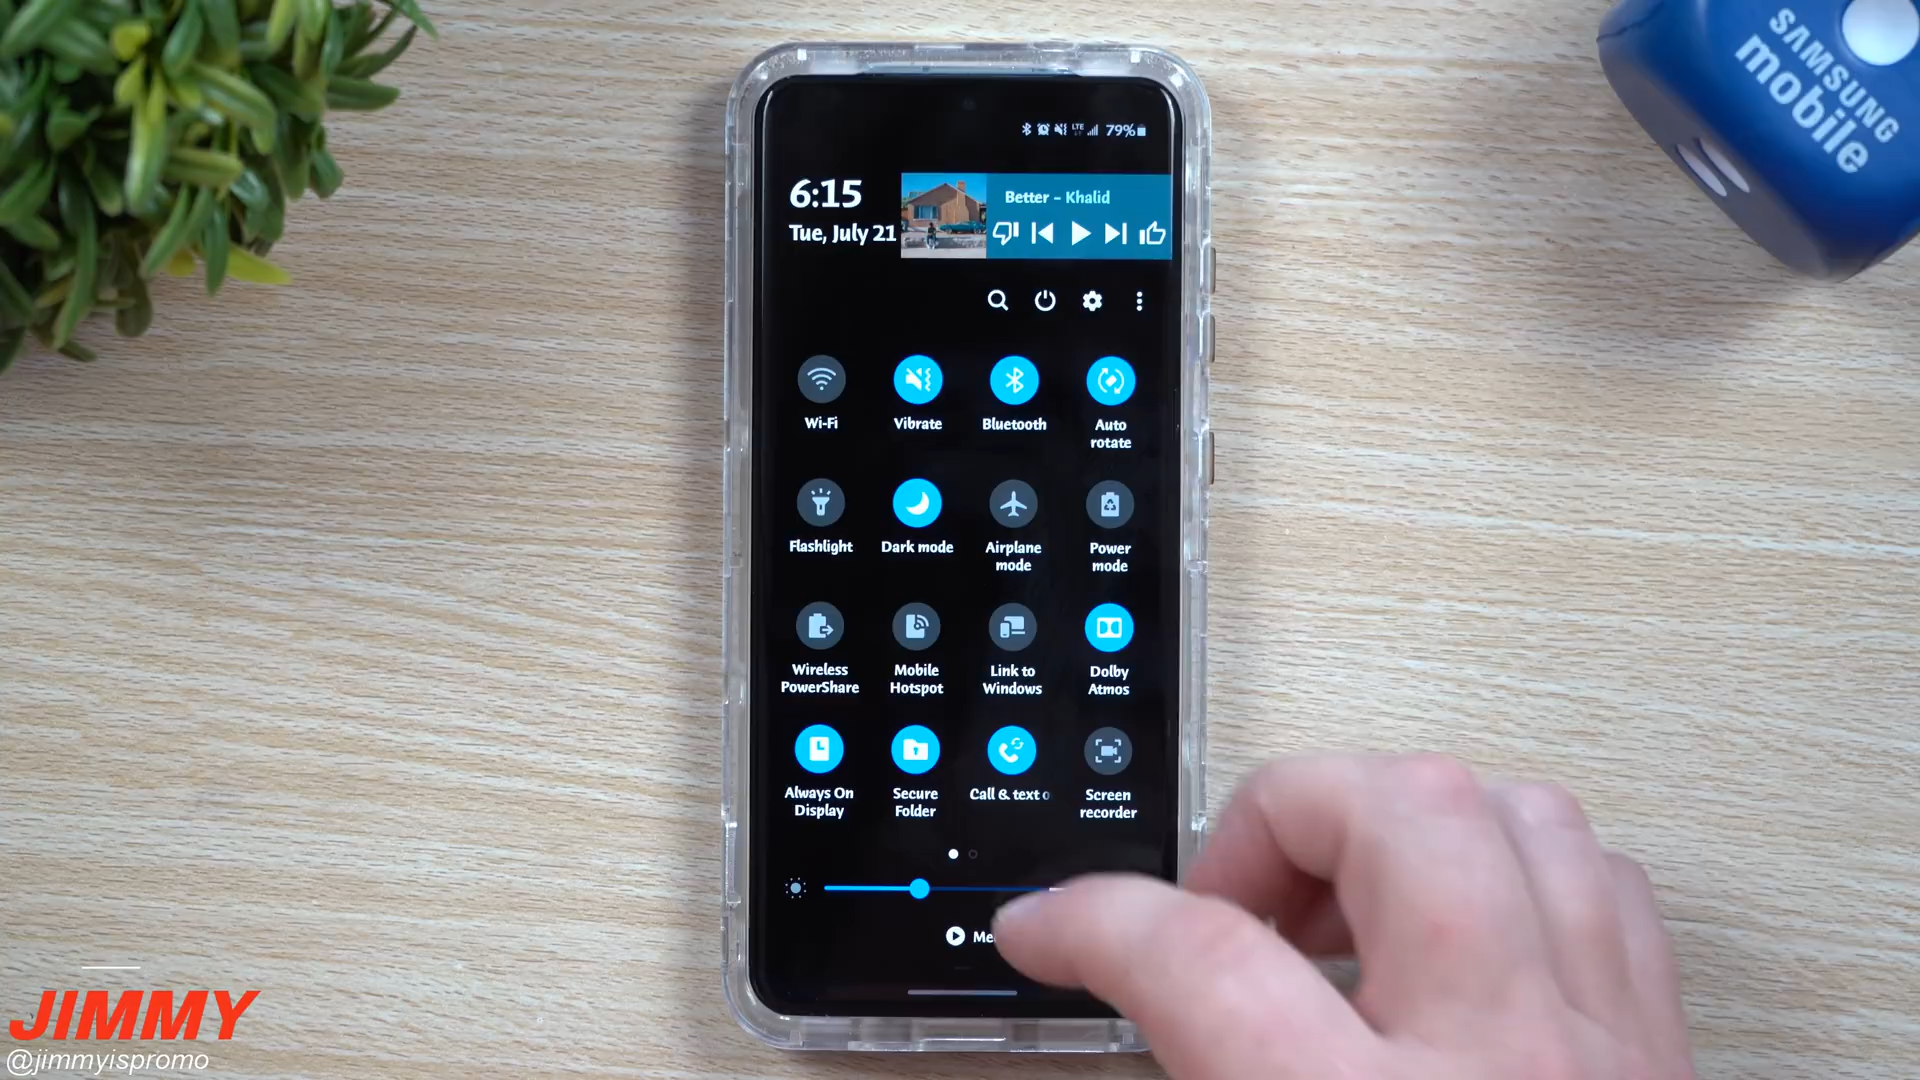 SAMSUNG
mobile
LTE
79%
6:15
Better - Khalid
Tue, July 21
Wi-Fi
Vibrate
Bluetooth
Auto
rotate
Flashlight
Dark mode
Airplane
mode
Power
mode
Wireless
PowerShare
Mobile
Hotspot
Link to
Windows
Dolby
Atmos
Always On
Display
Secure
Folder
Call & text o
Screen
recorder
JIMMY
@jimmyispromo